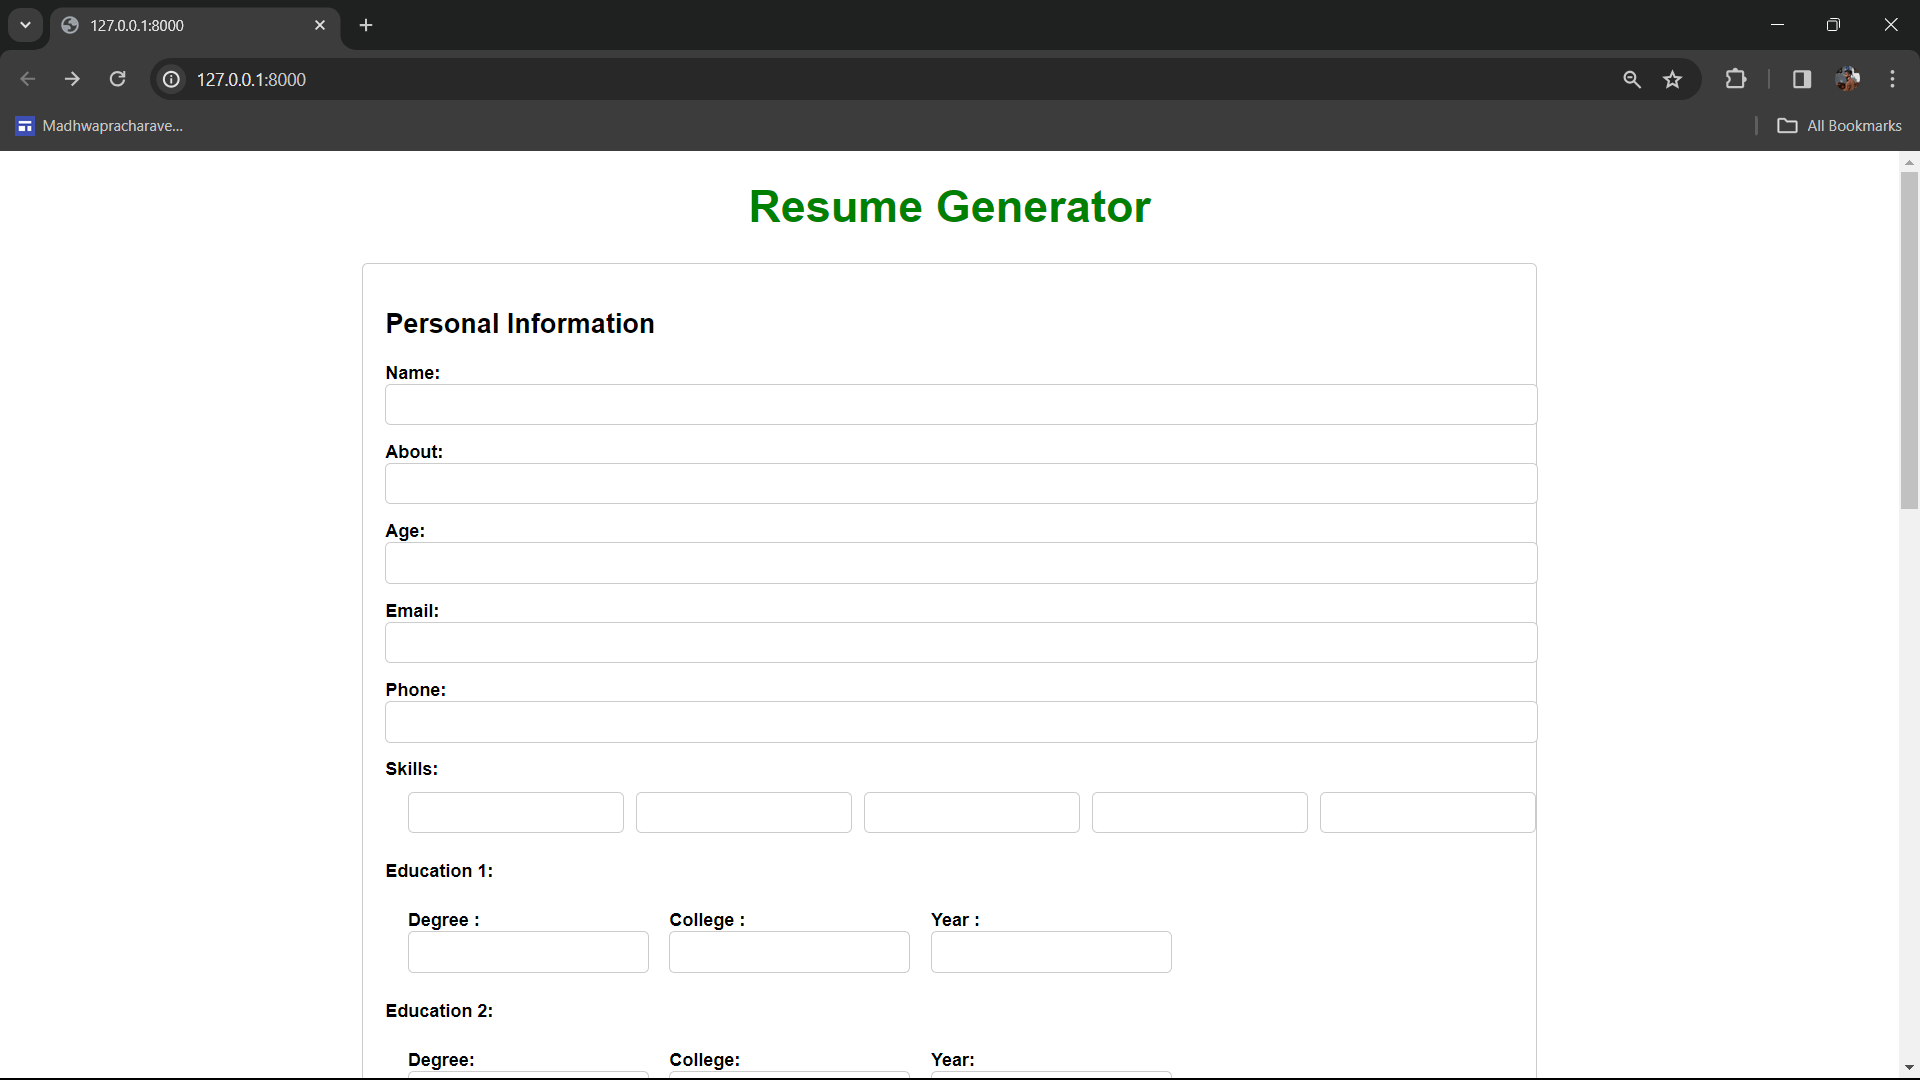 127.0.0.1:8000
127.0.0.1:8000
Madhwapracharave...
All Bookmarks
Resume Generator
Personal Information
Name:
About:
Age:
Email:
Phone:
Skills:
Education 1:
Degree : College : Year :
Education 2:
Degree: College: Year: